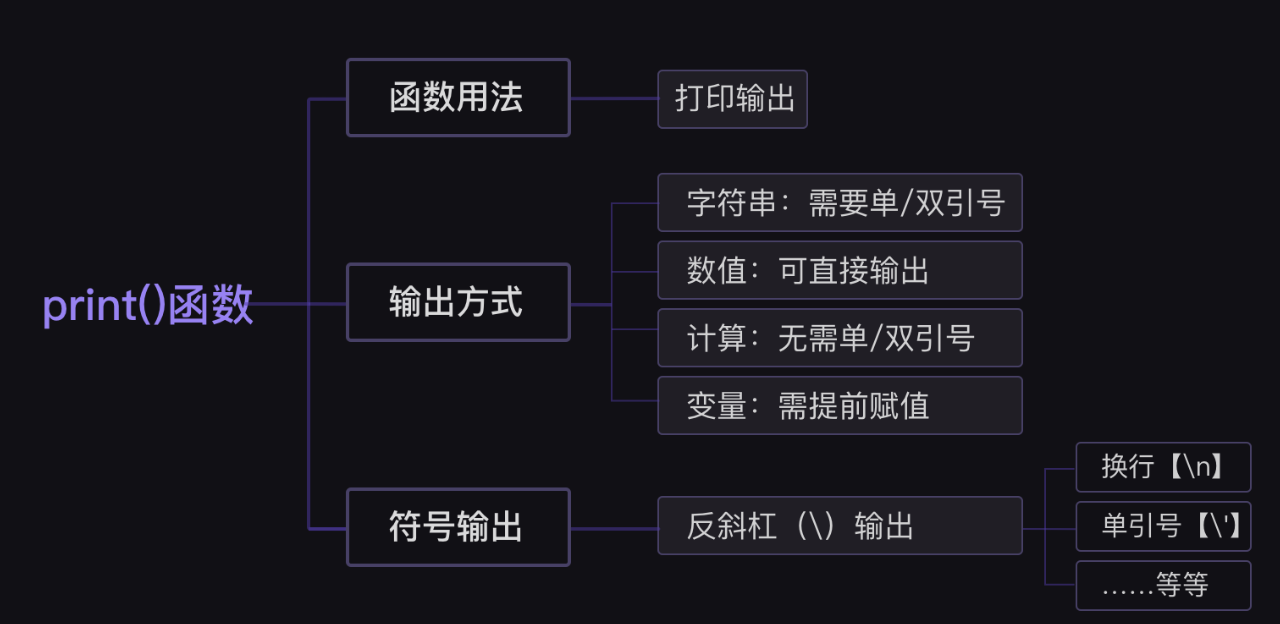 print()函数
函数用法
打印输出
输出方式
字符串：需要单/双引号
数值：可直接输出
计算：无需单/双引号
变量：需提前赋值
符号输出
反斜杠（\）输出
换行【\n】
单引号【\'】
……等等